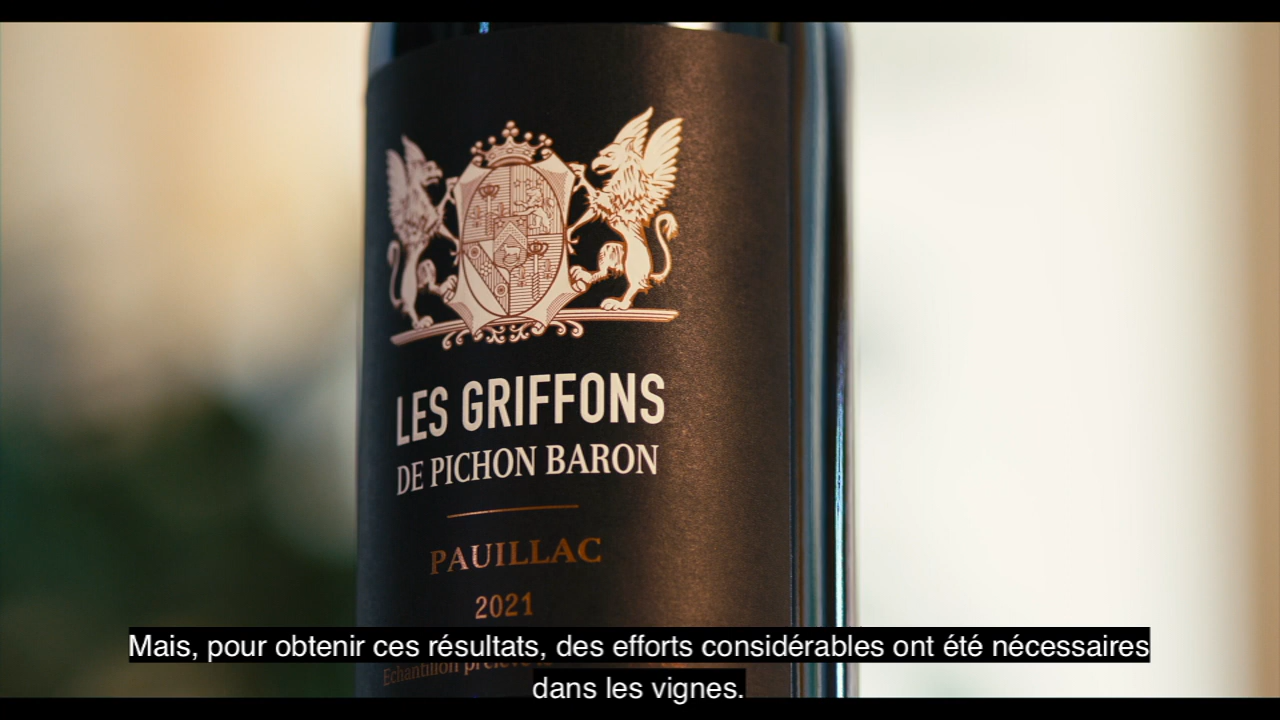 LES GRIFFONS
DE PICHON BARON
PAUILLAC
2021
Echantillon
Mais, pour obtenir ces résultats, des efforts considérables ont été nécessaires
dans les vignes.